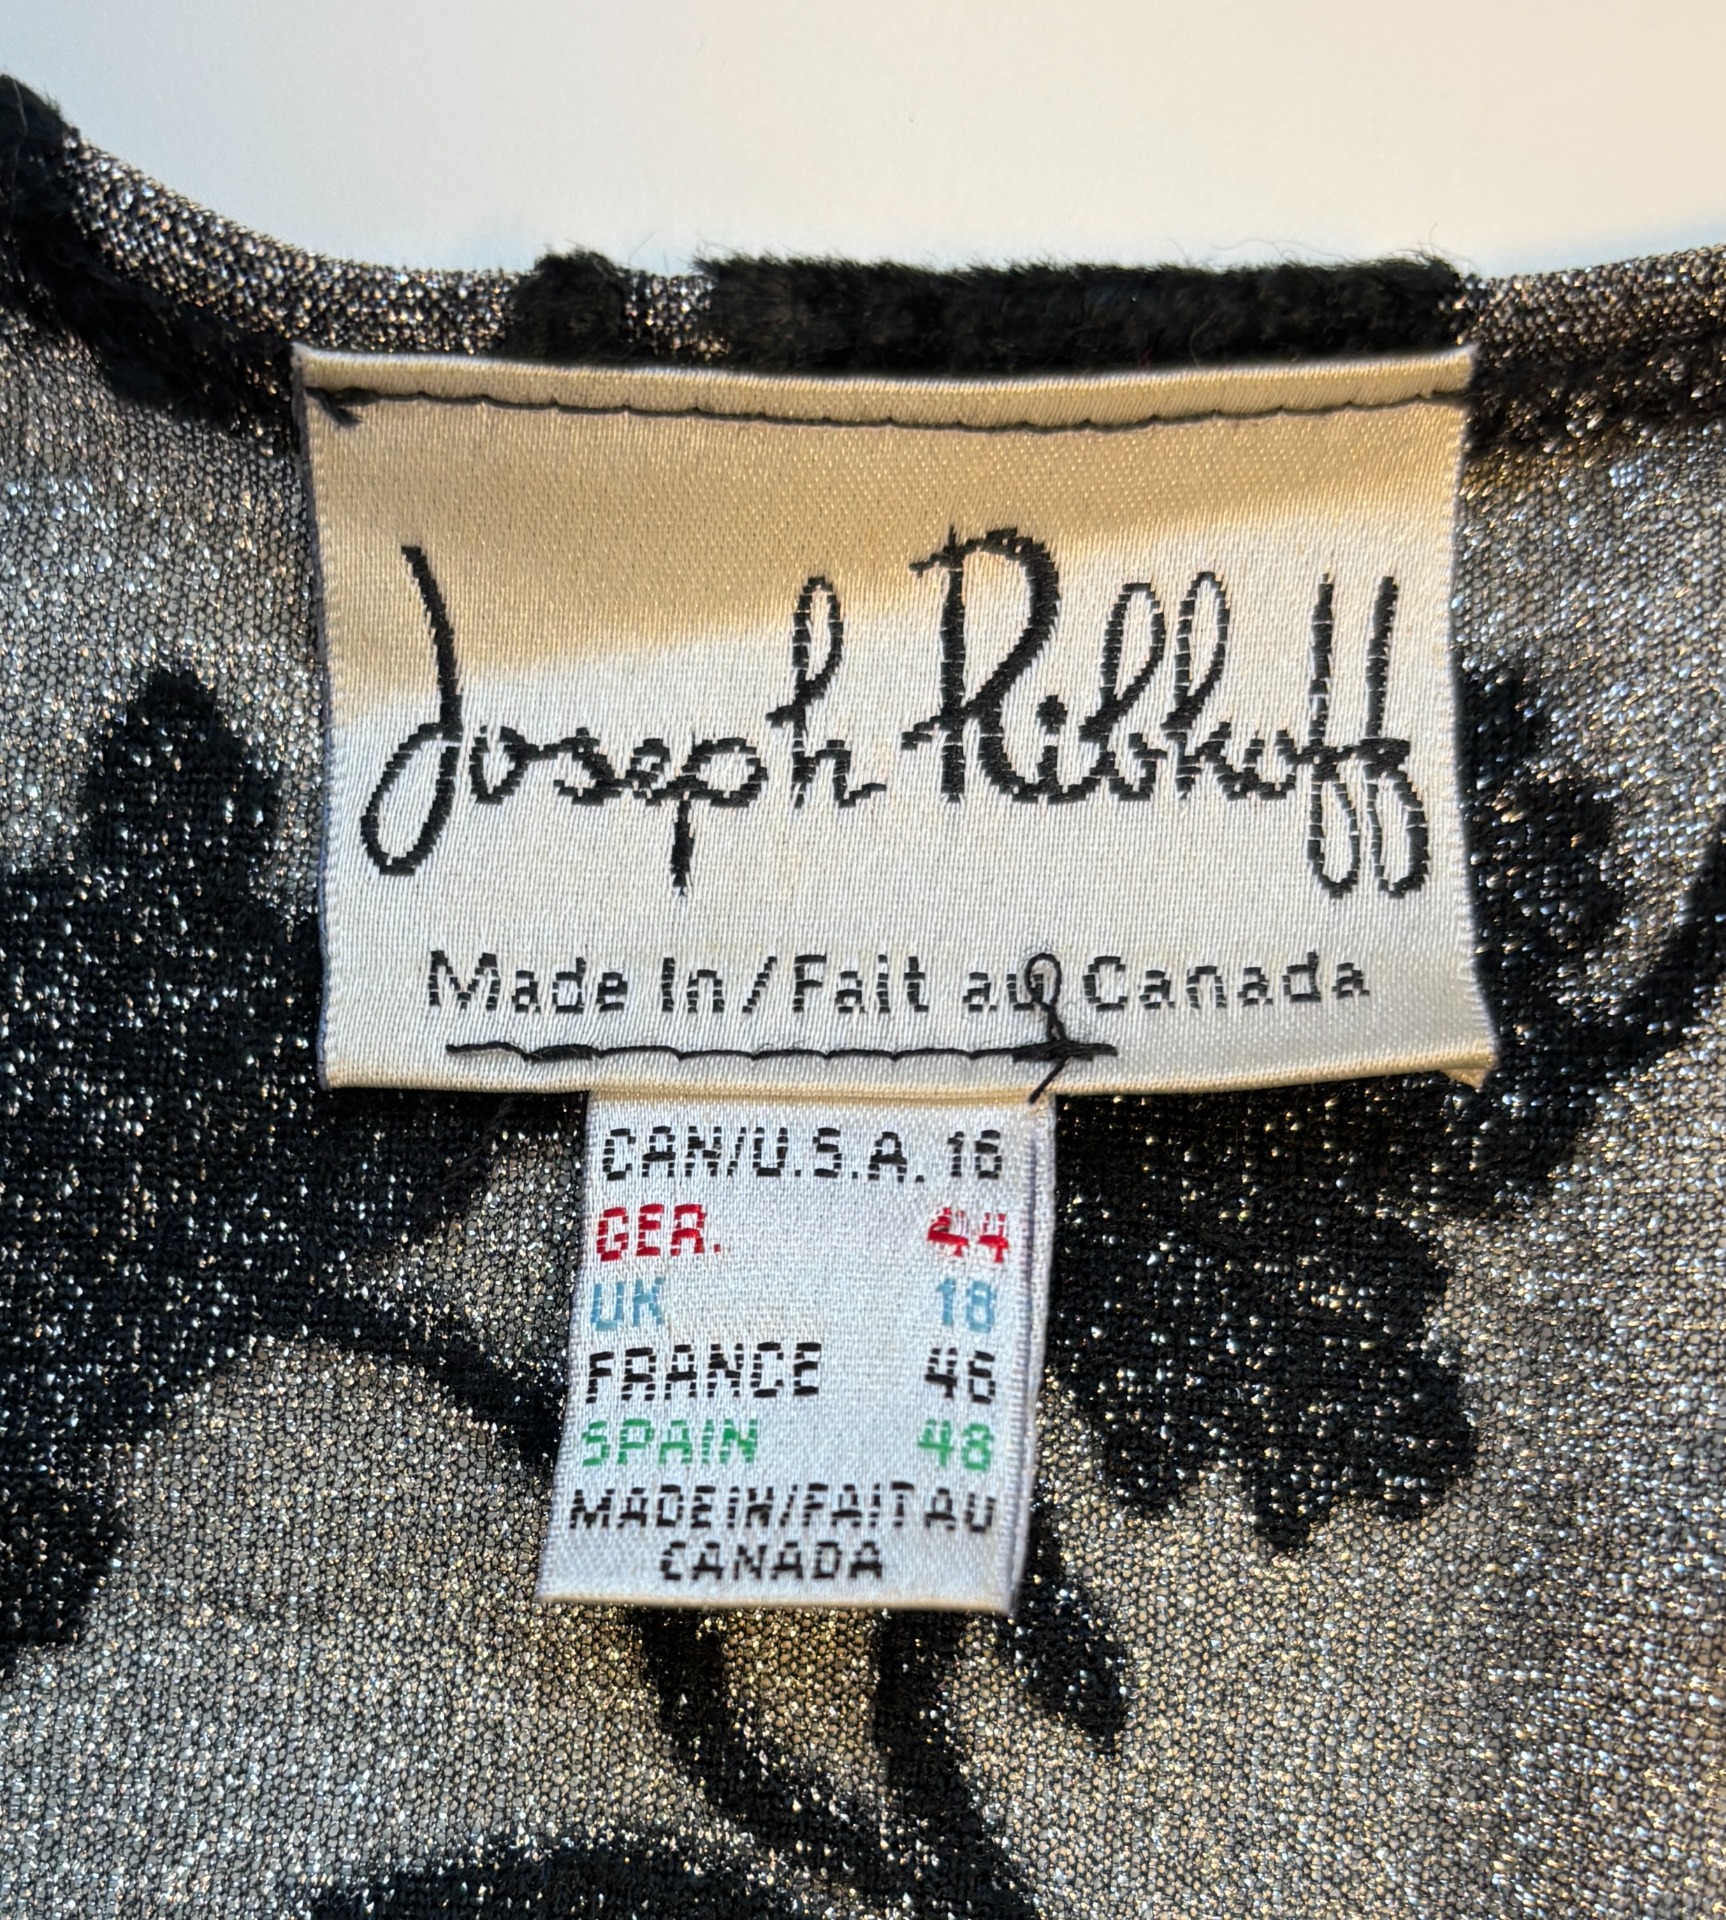 Joseph Ribkoff
Made In/Fait au Canada
CAN/U.S.A. 16
GER. 44
UK 18
FRANCE 46
SPAIN 48
MADE IN/FAIT AU
CANADA